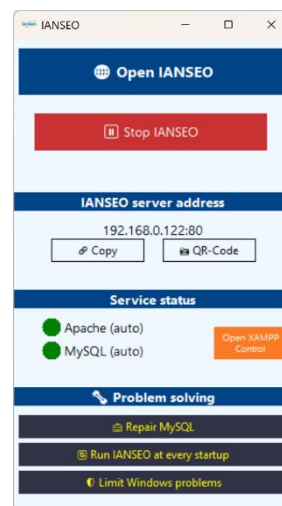 IANSEO
Open IANSEO
Stop IANSEO
IANSEO server address
192.168.0.122:80
Copy
QR-Code
Service status
Apache (auto)
MySQL (auto)
Open XAMPP
Control
Problem solving
Repair MySQL
Run IANSEO at every startup
Limit Windows problems